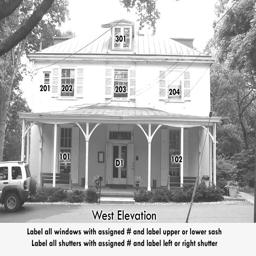 301
201 202 203 204
101 D1 102
West Elevation
Label all windows with assigned # and label upper or lower sash
Label all shutters with assigned # and label left or right shutter